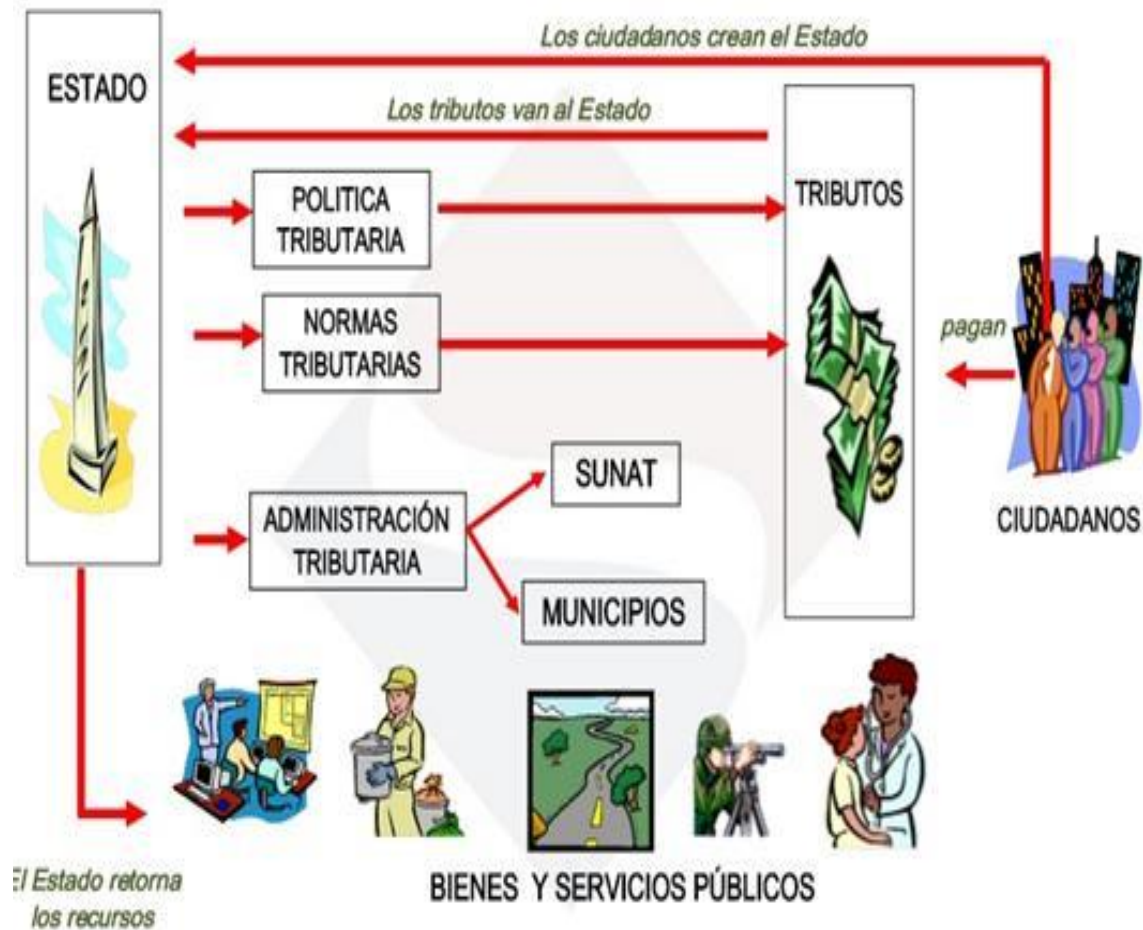 Los ciudadanos crean el Estado
ESTADO
Los tributos van al Estado
POLITICA
TRIBUTARIA
TRIBUTOS
NORMAS
TRIBUTARIAS
pagan
SUNAT
ADMINISTRACIÓN
TRIBUTARIA
CIUDADANOS
MUNICIPIOS
El Estado retorna
los recursos
BIENES Y SERVICIOS PÚBLICOS